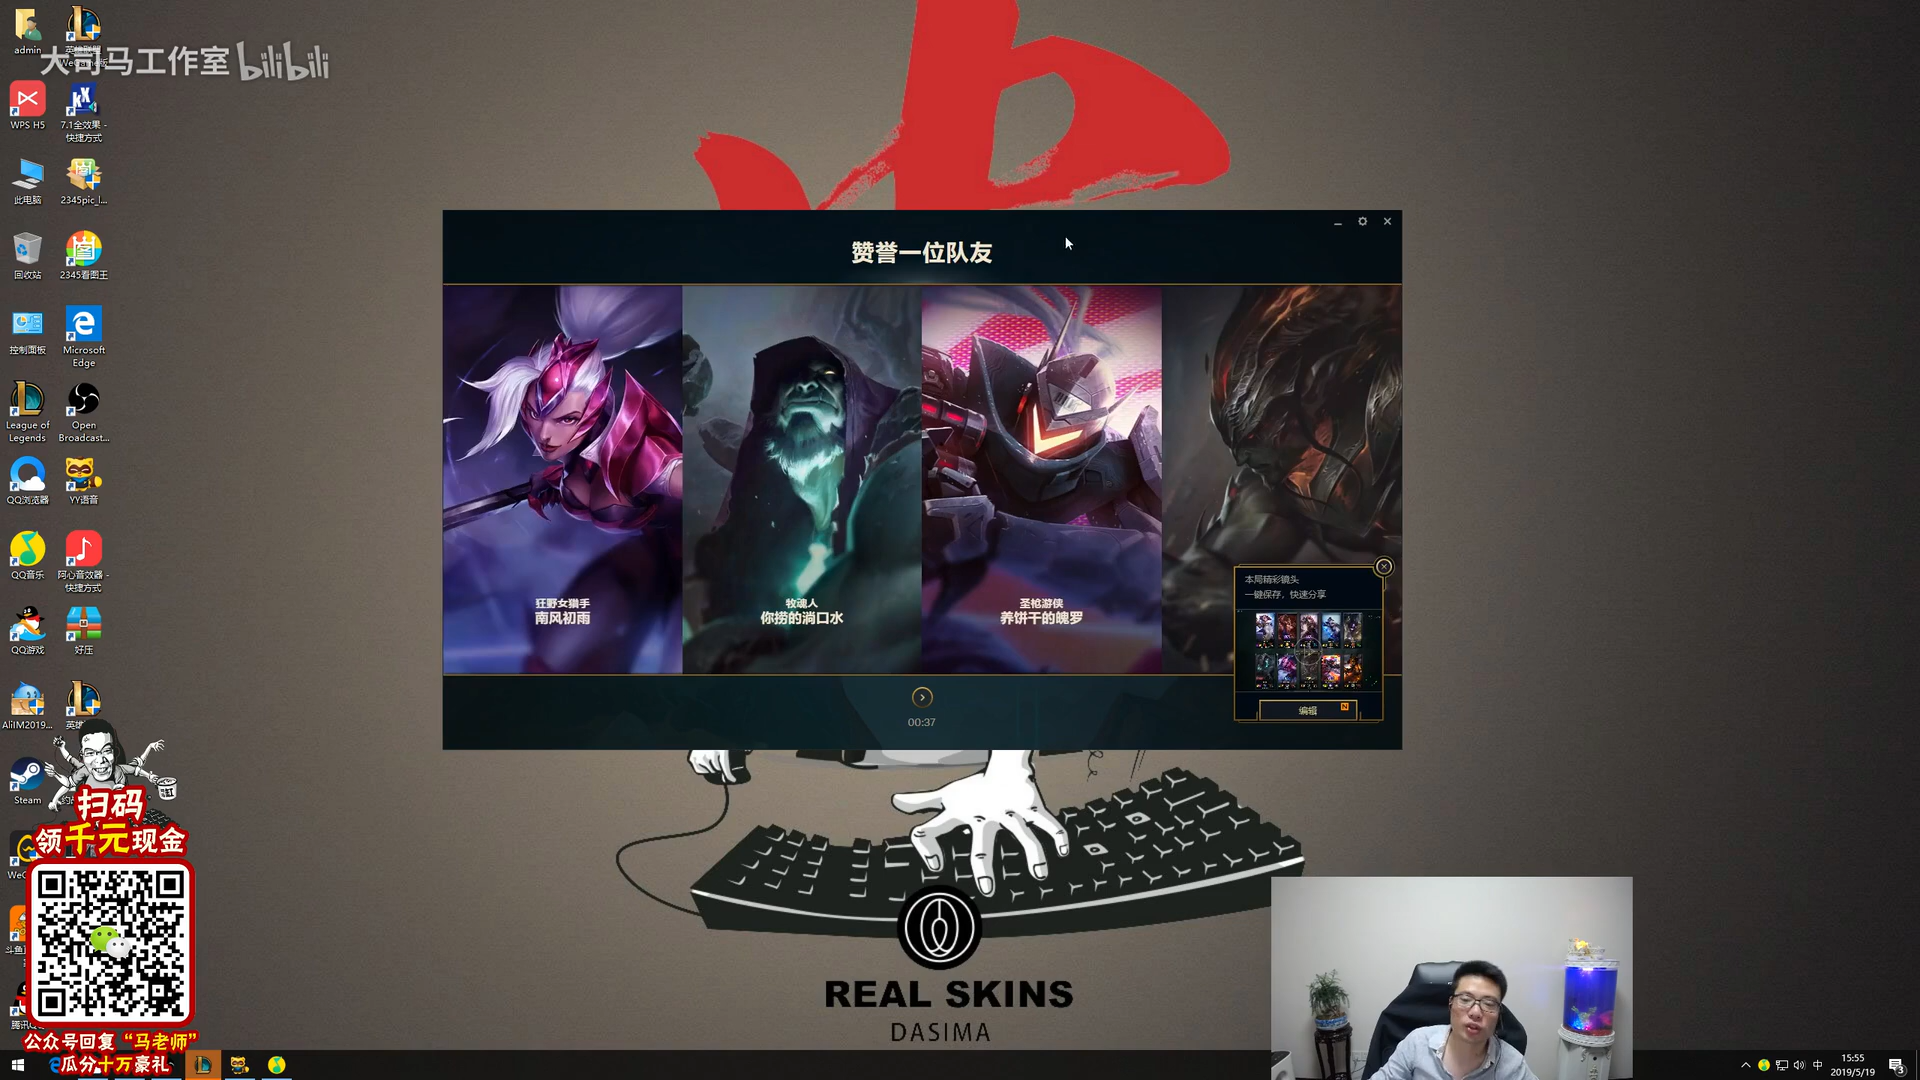 admin
大司马工作室 bilibili
WPS H5
7.1全效果 -
快捷方式
此电脑
2345pic_l...
回收站
2345看图王
控制面板
Microsoft
Edge
League of
Legends
Open
Broadcast...
QQ浏览器
YY语音
QQ音乐
阿心音效器 -
快捷方式
QQ游戏
好压
AliIM2019...
Steam
扫码
领千元现金
公众号回复“马老师”
瓜分十万豪礼
赞誉一位队友
狂野女猎手
南风初雨
牧魂人
你捞的淌口水
圣枪游侠
养饼干的魄罗
00:37
本局精彩镜头
一键保存，快速分享
编辑
N
REAL SKINS
DASIMA
中
15:55
2019/5/19
3